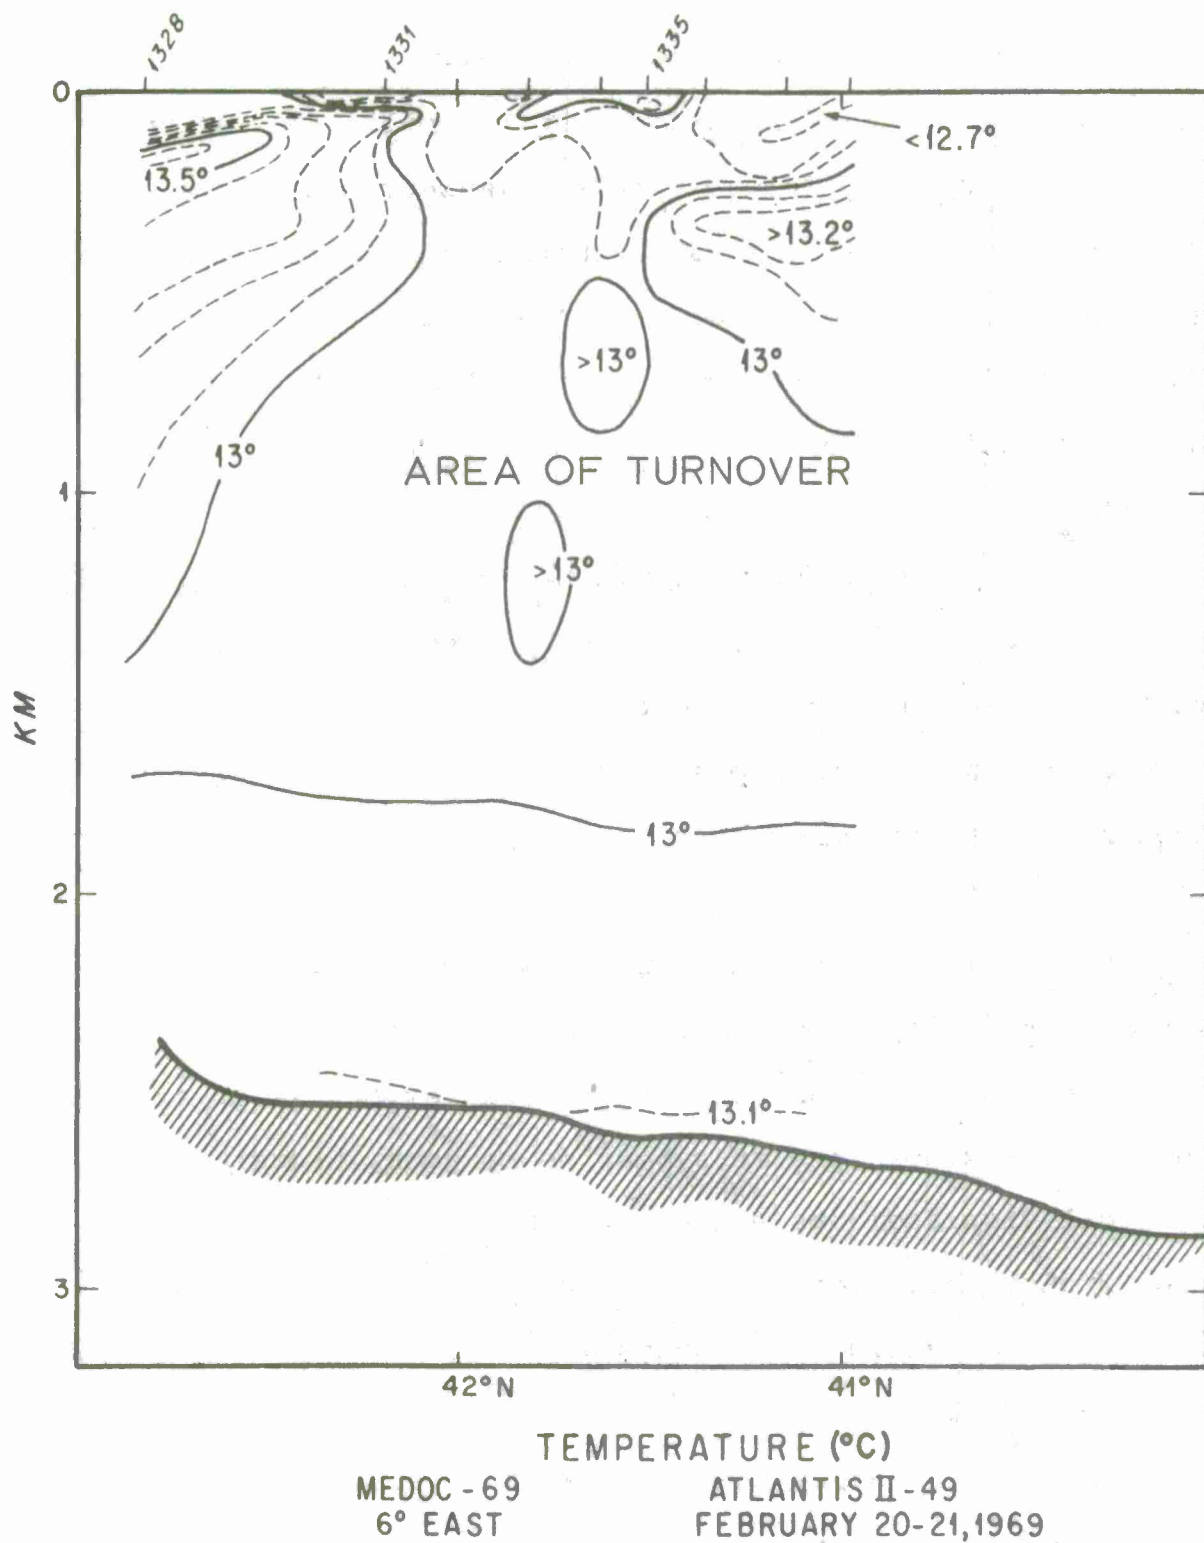 1328 1331 1335
0
<12.7°
13.5°
>13.2°
>13° 13°
13°
AREA OF TURNOVER
1
>13°
KM
13°
2
13.1°
3
42°N 41°N
TEMPERATURE (°C)
MEDOC-69 ATLANTIS II-49
6° EAST FEBRUARY 20-21, 1969